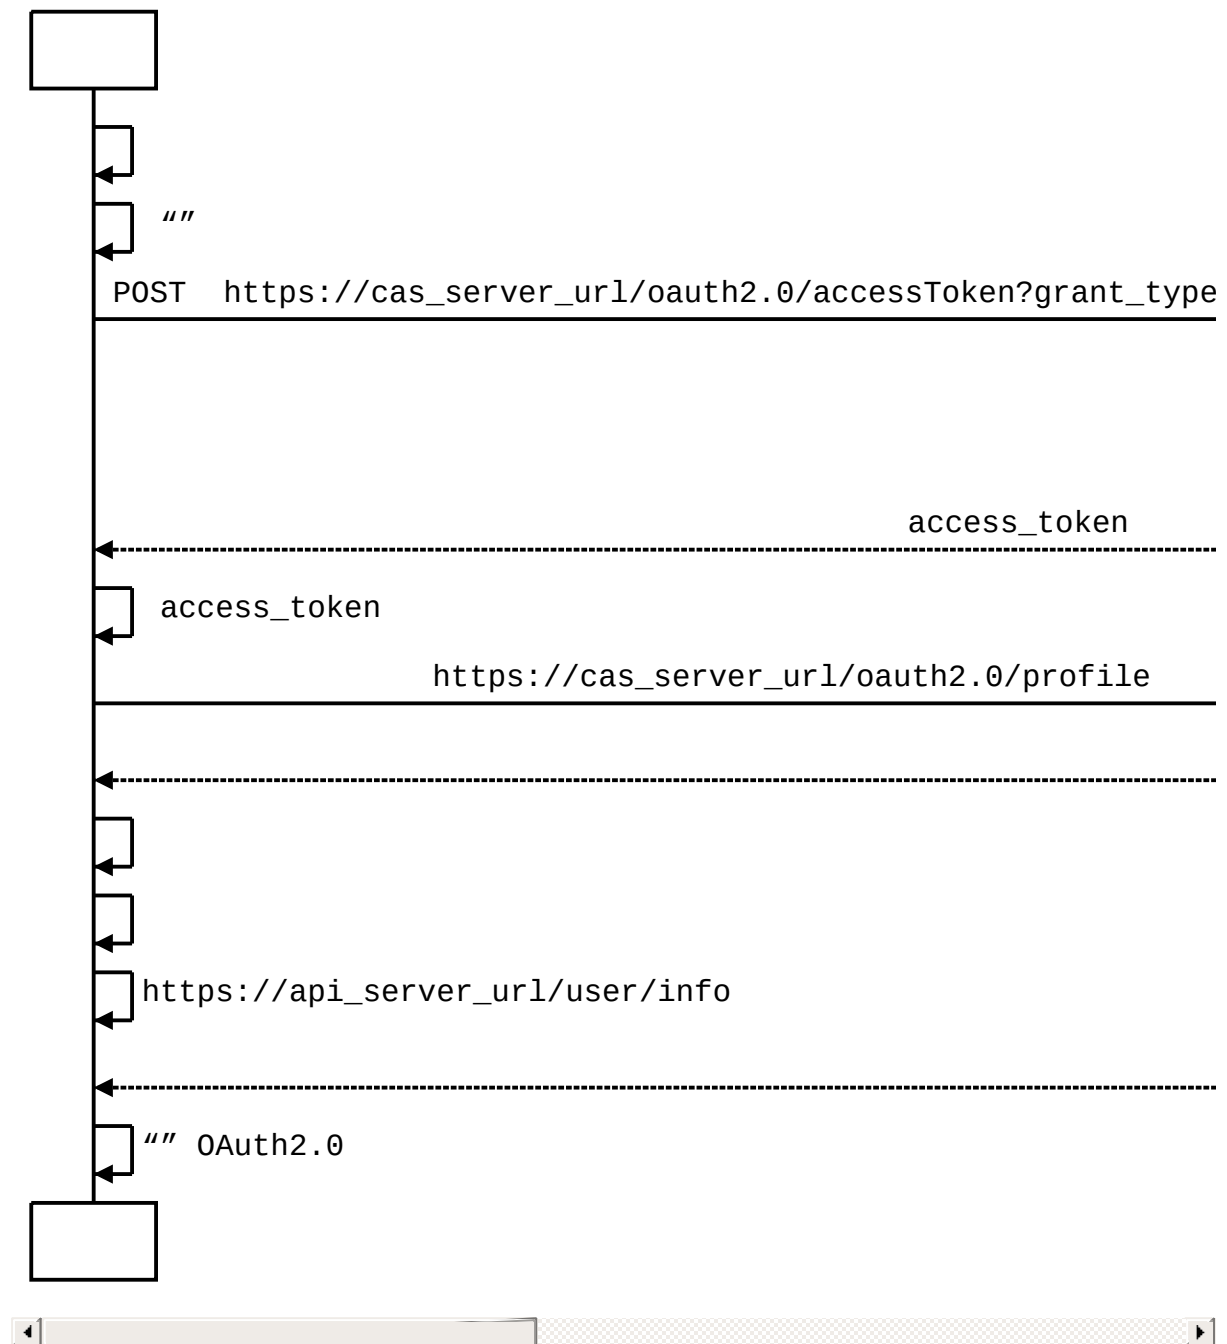 “”
POST  https://cas_server_url/oauth2.0/accessToken?grant_type
access_token
access_token
https://cas_server_url/oauth2.0/profile
https://api_server_url/user/info
“” OAuth2.0